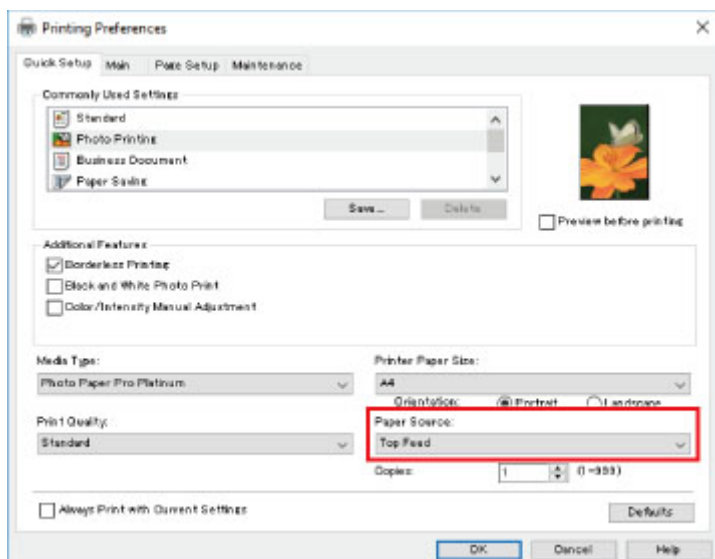 Printing Preferences
Quick Setup Main Page Setup Maintenance
Commonly Used Settings
Standard
Photo Printing
Business Document
Paper Saving
Save... Delete
Preview before printing
Additional Features
Borderless Printing
Black and White Photo Print
Color/Intensity Manual Adjustment
Media Type: Printer Paper Size:
Photo Paper Pro Platinum A4
Orientation: Portrait Landscape
Print Quality: Paper Source:
Standard Top Feed
Copies: 1 (1-999)
Always Print with Current Settings Defaults
OK Cancel Help